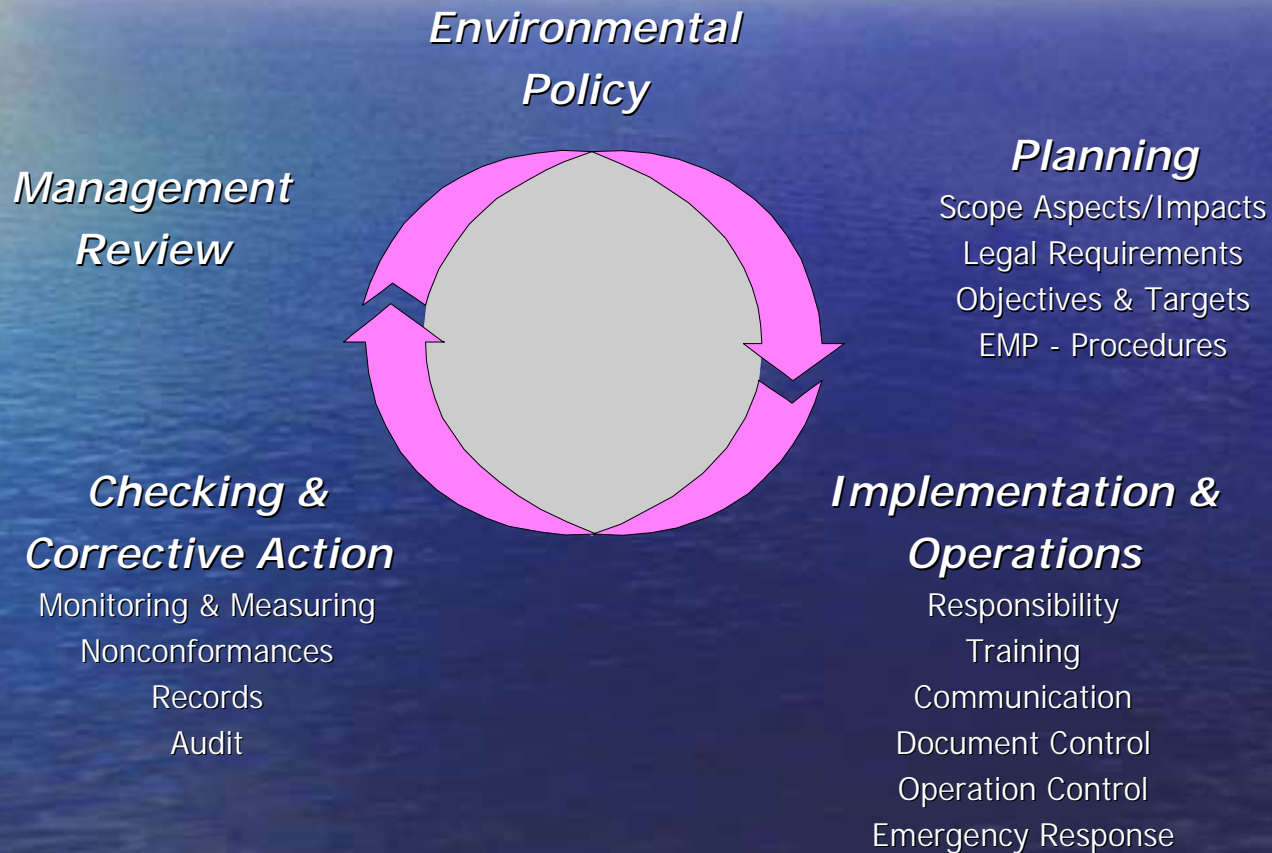 Environmental
Policy
Planning
Scope Aspects/Impacts
Legal Requirements
Objectives & Targets
EMP - Procedures
Implementation &
Operations
Responsibility
Training
Communication
Document Control
Operation Control
Emergency Response
Checking &
Corrective Action
Monitoring & Measuring
Nonconformances
Records
Audit
Management
Review